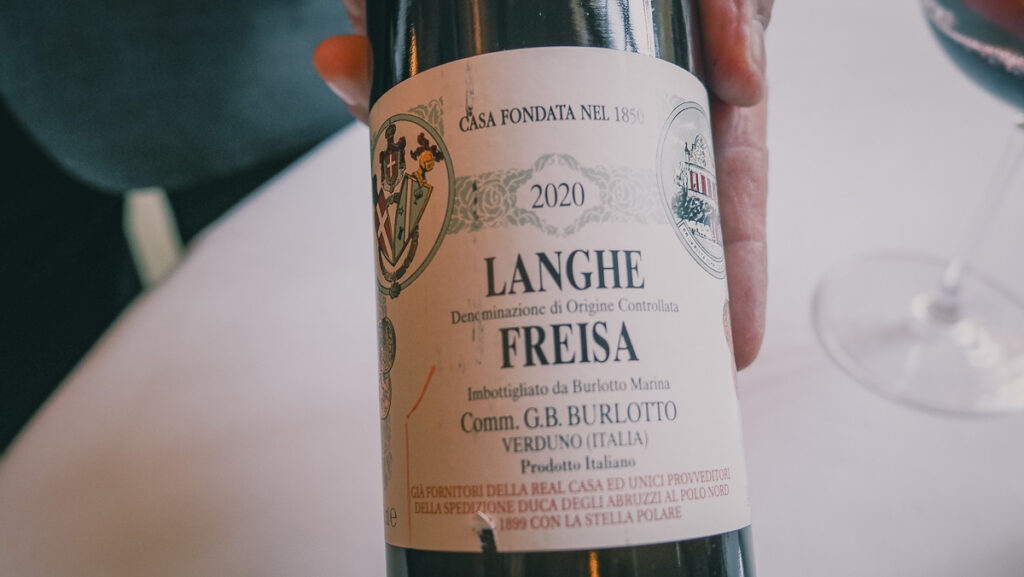 CASA FONDATA NEL 1850
2020
LANGHE
Denominazione di Origine Controllata
FREISA
Imbottigliato da Burlotto Marina
Comm. G.B. BURLOTTO
VERDUNO (ITALIA)
Prodotto Italiano
GIÀ FORNITORI DELLA REAL CASA ED UNICI PROVVEDITORI
DELLA SPEDIZIONE DUCA DEGLI ABRUZZI AL POLO NORD
1899 CON LA STELLA POLARE